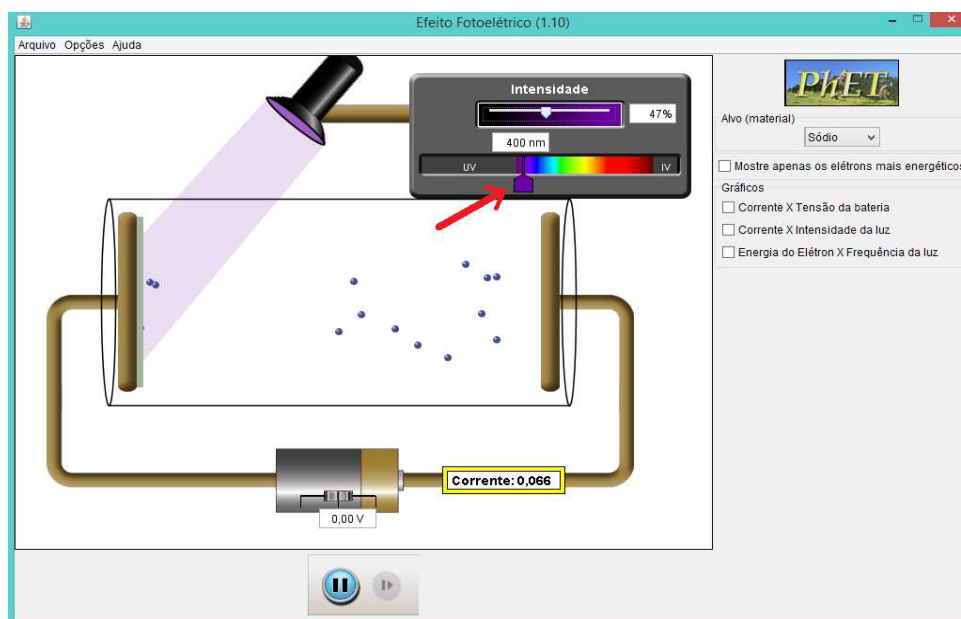 Efeito Fotoelétrico (1.10)
Arquivo Opções Ajuda
Intensidade
47%
400 nm
UV
IV
Corrente: 0,066
0,00 V
PhET
Alvo (material)
Sódio
Mostre apenas os elétrons mais energéticos
Gráficos
Corrente X Tensão da bateria
Corrente X Intensidade da luz
Energia do Elétron X Frequência da luz